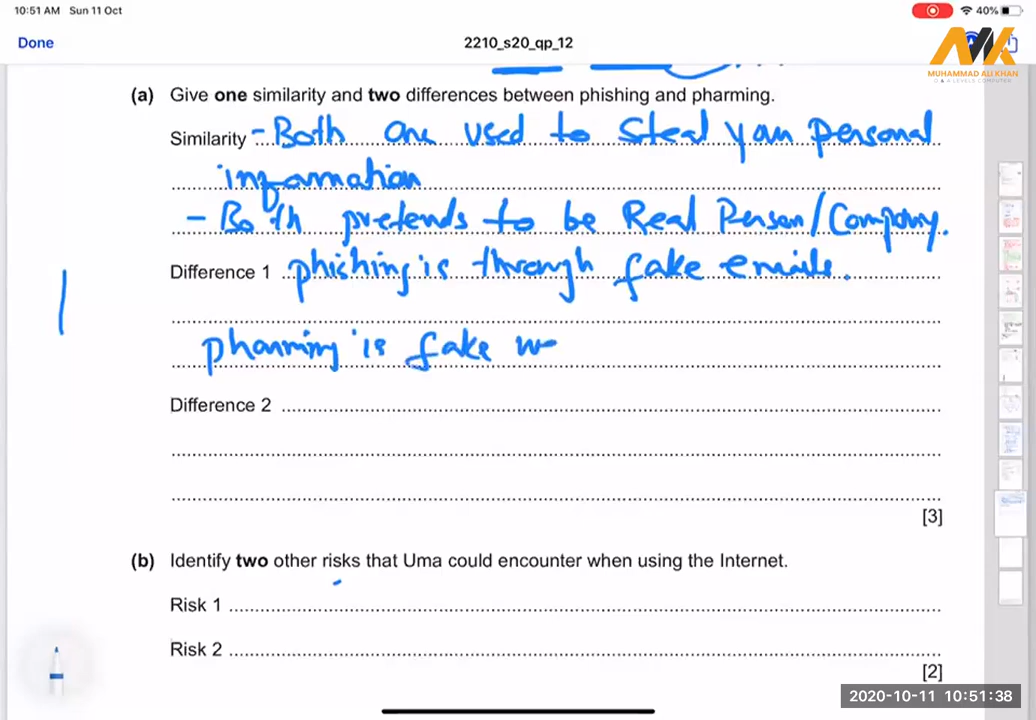 10:51 AM Sun 11 Oct
40%
Done
2210_s20_qp_12
MUHAMMAD ALI KHAN
O & A LEVELS COMPUTER
(a) Give one similarity and two differences between phishing and pharming.
Similarity - Both are used to steal your personal
information
- Both pretends to be Real Person/Company.
Difference 1 phishing is through fake emails.
pharming is fake we
Difference 2
[3]
(b) Identify two other risks that Uma could encounter when using the Internet.
Risk 1
Risk 2
[2]
2020-10-11 10:51:38